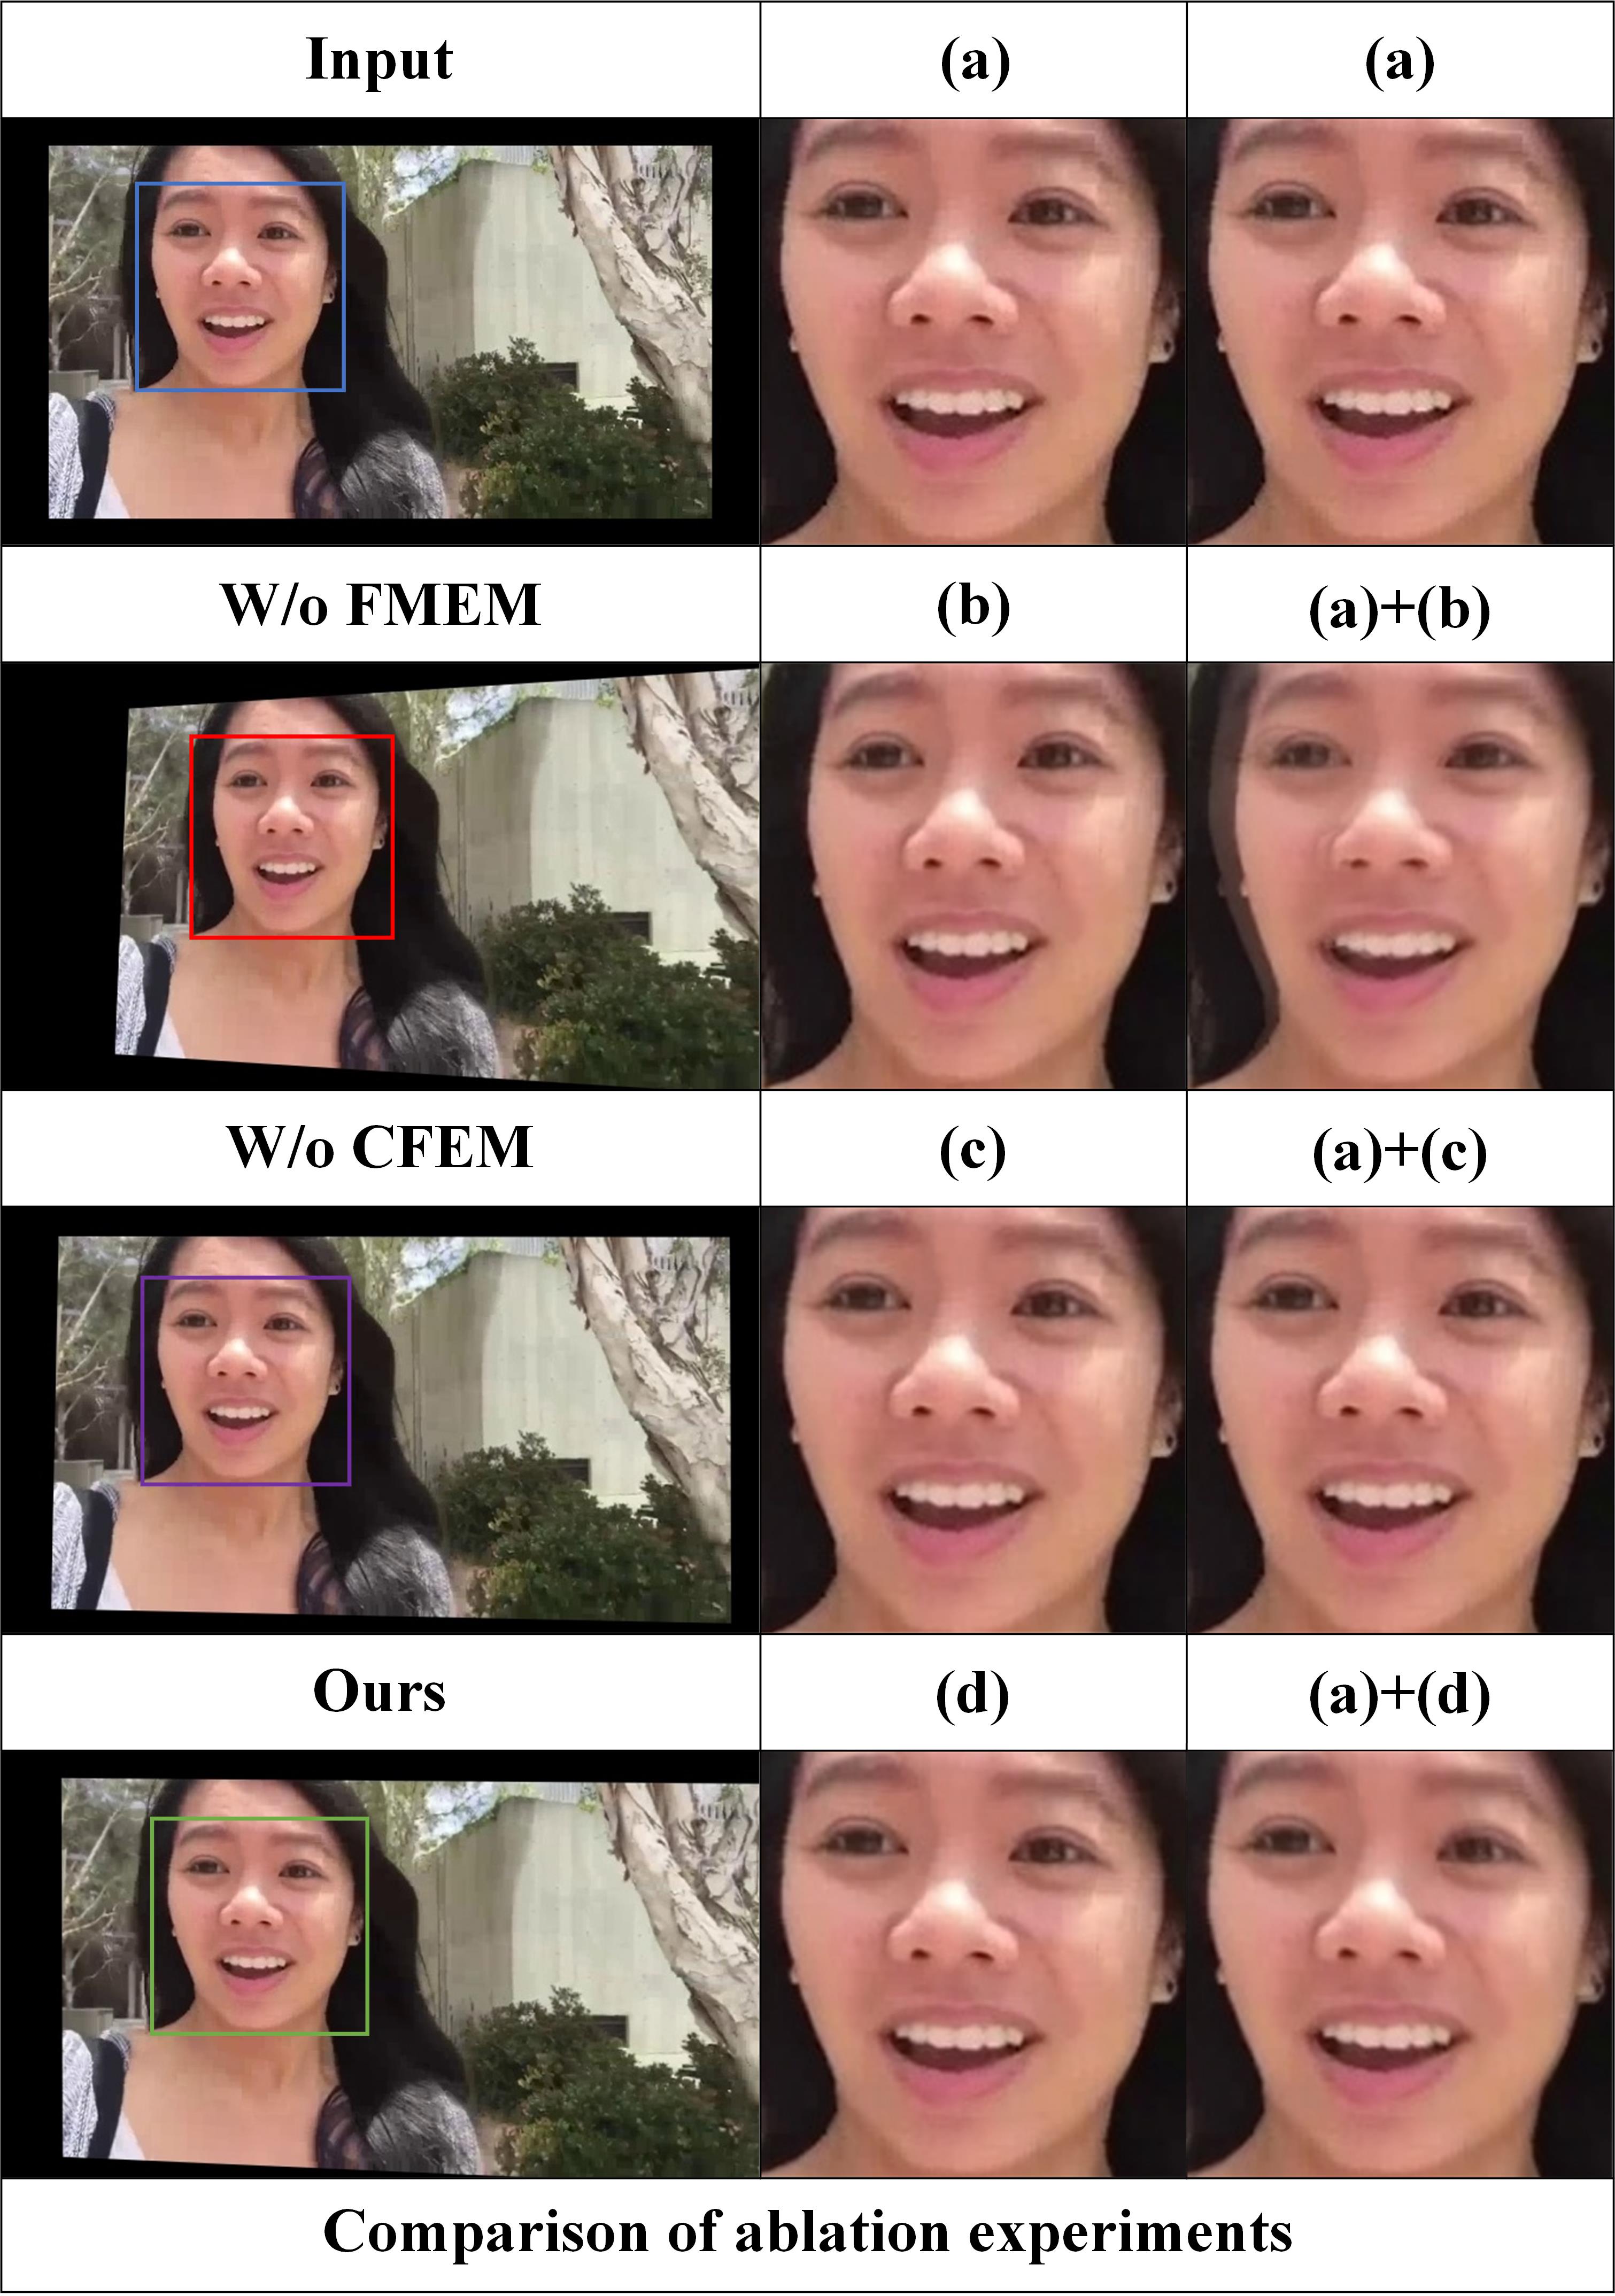 Input
(a)
(a)
W/o FMEM
(b)
(a)+(b)
W/o CFEM
(c)
(a)+(c)
Ours
(d)
(a)+(d)
Comparison of ablation experiments